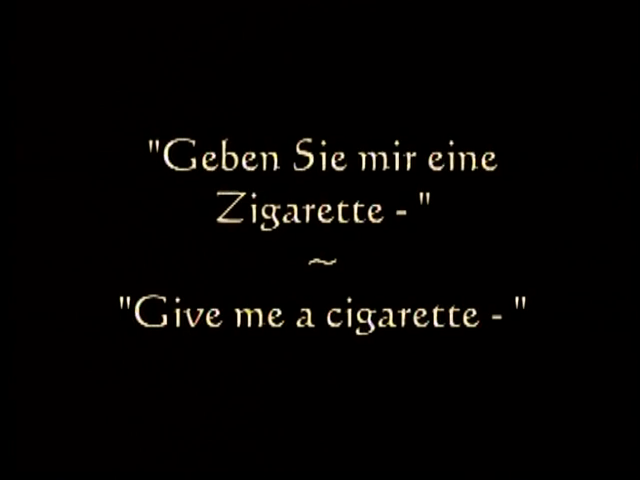 "Geben Sie mir eine
Zigarette - "
~
"Give me a cigarette - "